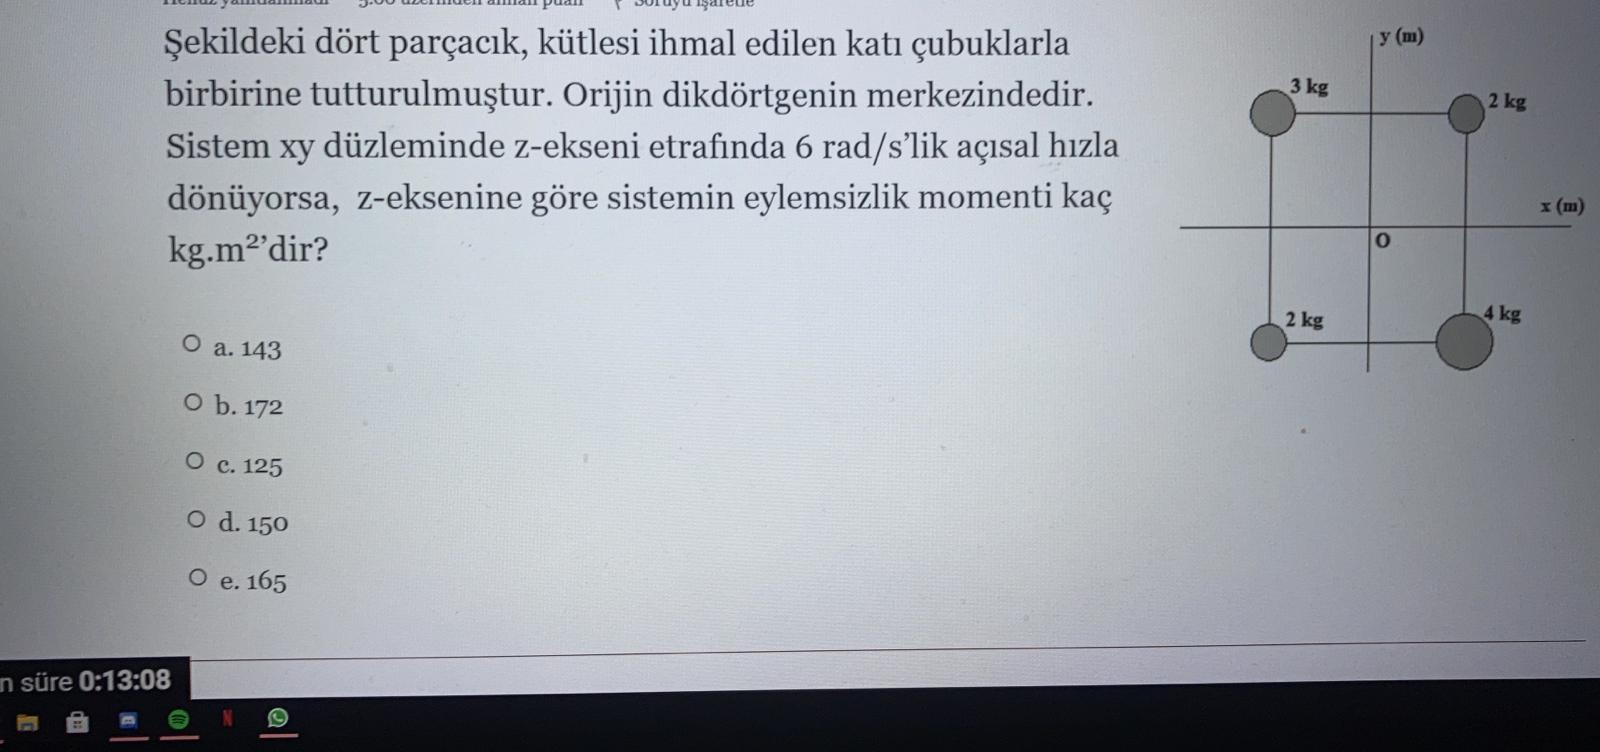 Şekildeki dört parçacık, kütlesi ihmal edilen katı çubuklarla
birbirine tutturulmuştur. Orijin dikdörtgenin merkezindedir.
Sistem xy düzleminde z-ekseni etrafında 6 rad/s'lik açısal hızla
dönüyorsa, z-eksenine göre sistemin eylemsizlik momenti kaç
kg.m²'dir?
a. 143
b. 172
c. 125
d. 150
e. 165
y (m)
3 kg
2 kg
x (m)
O
2 kg
4 kg
n süre 0:13:08
N